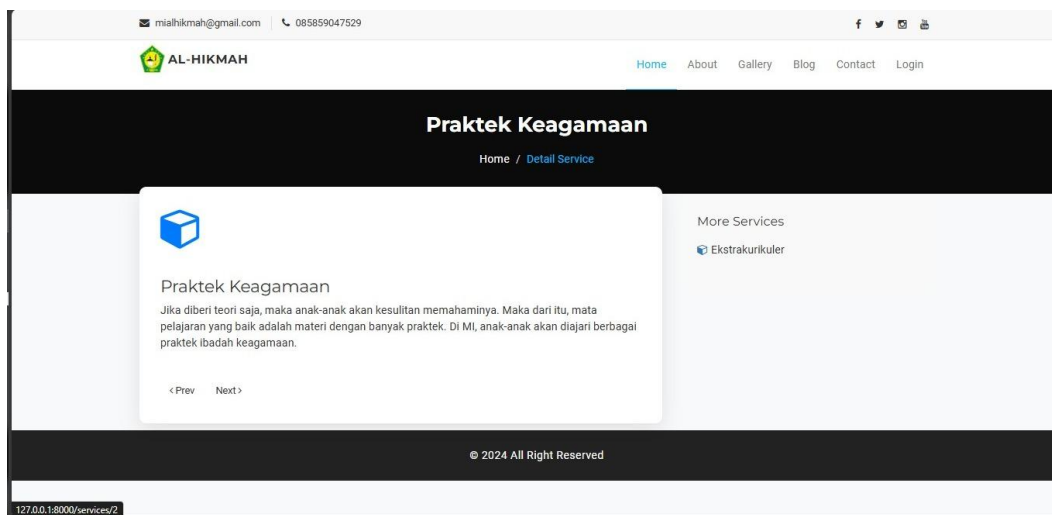 mialhikmah@gmail.com 085859047529
AL-HIKMAH
Home About Gallery Blog Contact Login
Praktek Keagamaan
Home / Detail Service
Praktek Keagamaan
Jika diberi teori saja, maka anak-anak akan kesulitan memahaminya. Maka dari itu, mata
pelajaran yang baik adalah materi dengan banyak praktek. Di MI, anak-anak akan diajari berbagai
praktek ibadah keagamaan.
< Prev Next >
More Services
Ekstrakurikuler
© 2024 All Right Reserved
127.0.0.1:8000/services/2